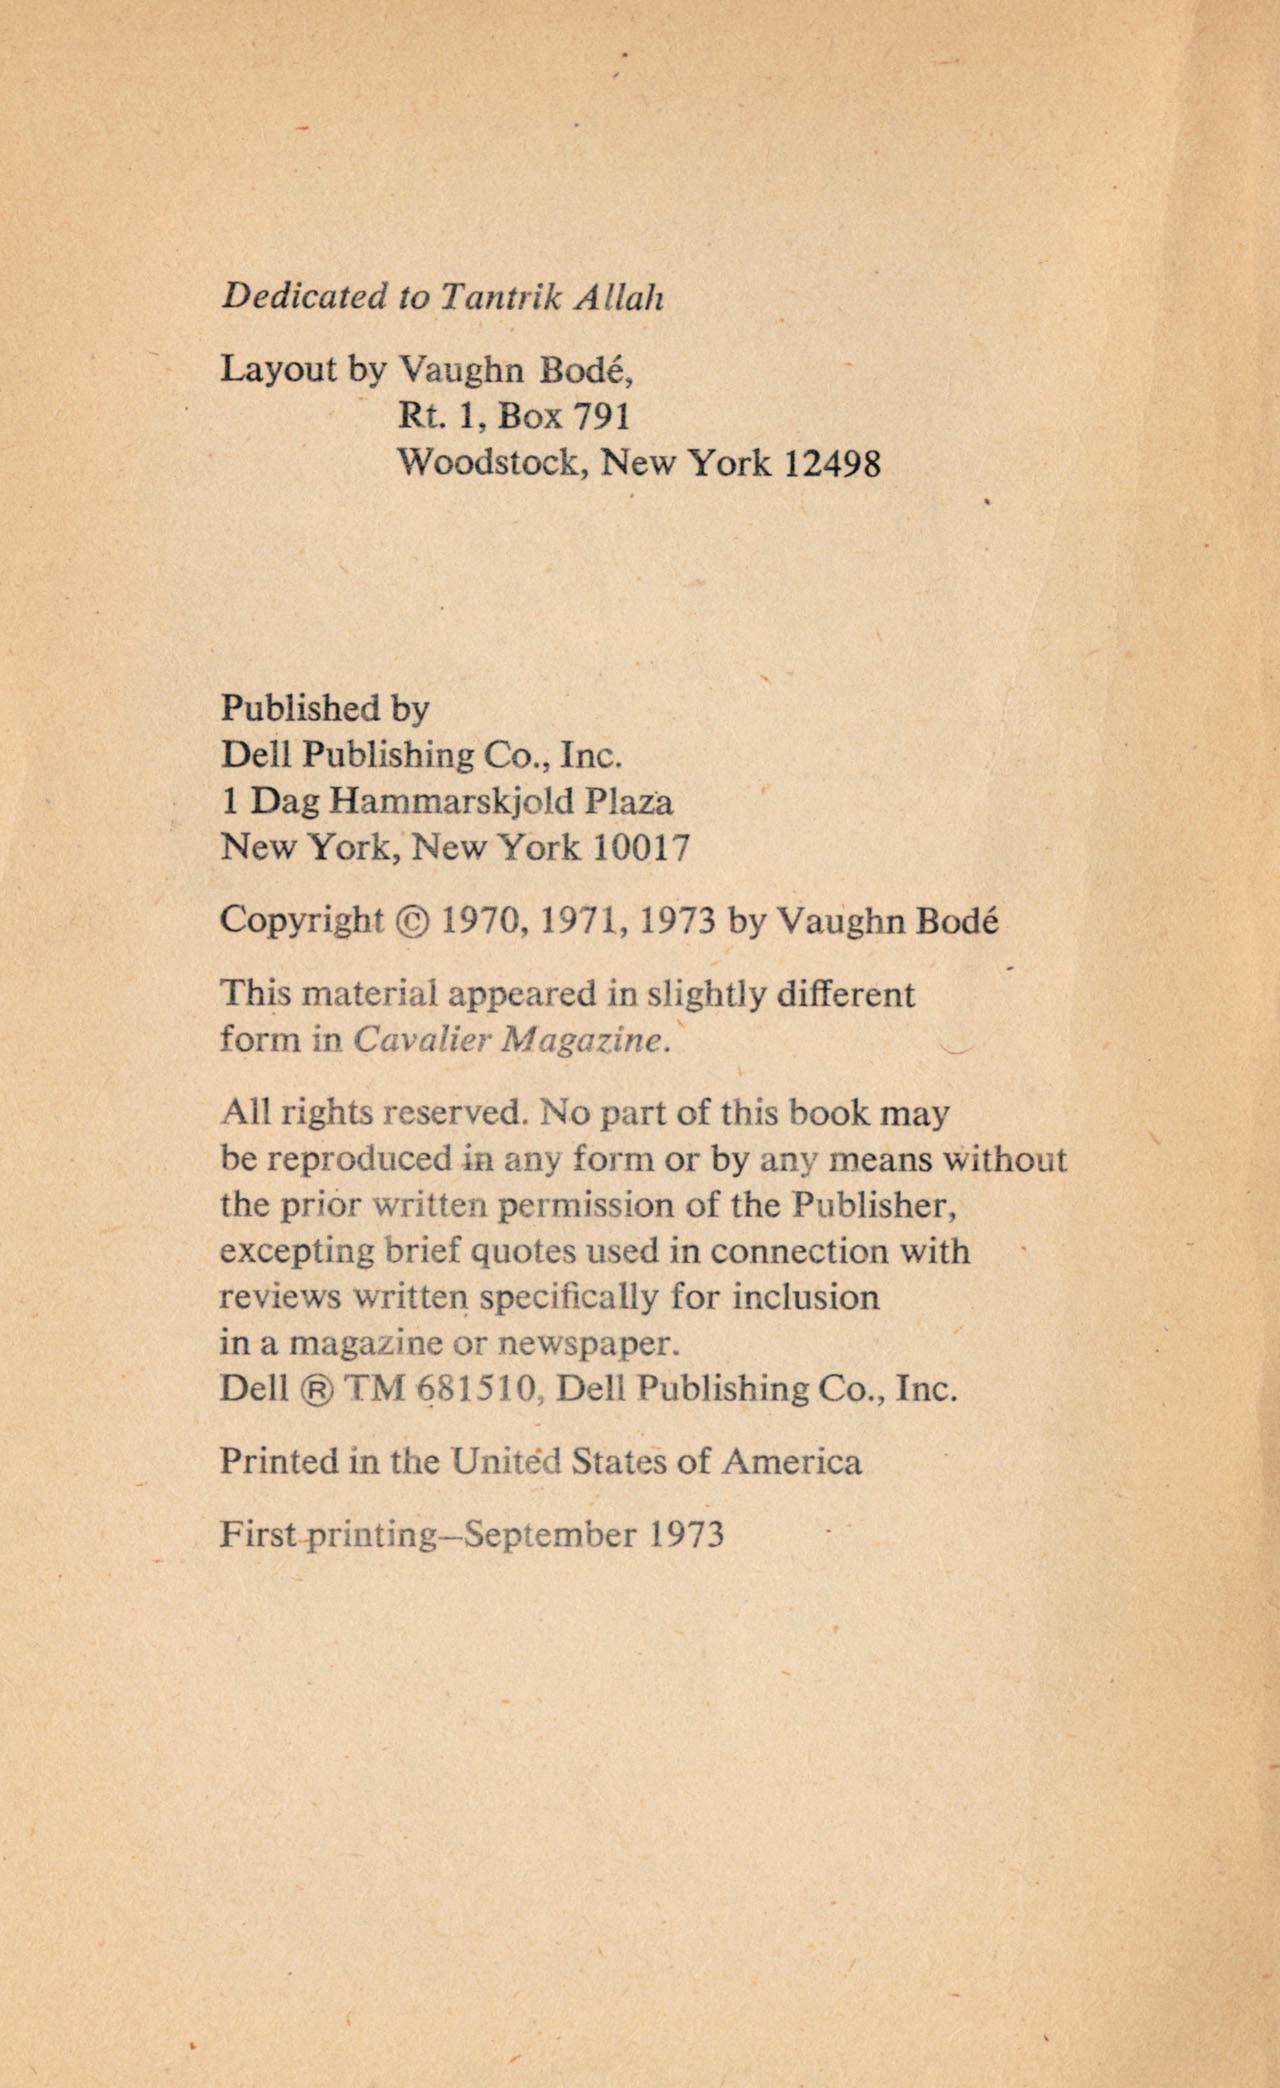 Dedicated to Tantrik Allah
Layout by Vaughn Bodé,
Rt. 1, Box 791
Woodstock, New York 12498
Published by
Dell Publishing Co., Inc.
1 Dag Hammarskjold Plaza
New York, New York 10017
Copyright © 1970, 1971, 1973 by Vaughn Bodé
This material appeared in slightly different
form in Cavalier Magazine.
All rights reserved. No part of this book may
be reproduced in any form or by any means without
the prior written permission of the Publisher,
excepting brief quotes used in connection with
reviews written specifically for inclusion
in a magazine or newspaper.
Dell ® TM 681510, Dell Publishing Co., Inc.
Printed in the United States of America
First printing—September 1973